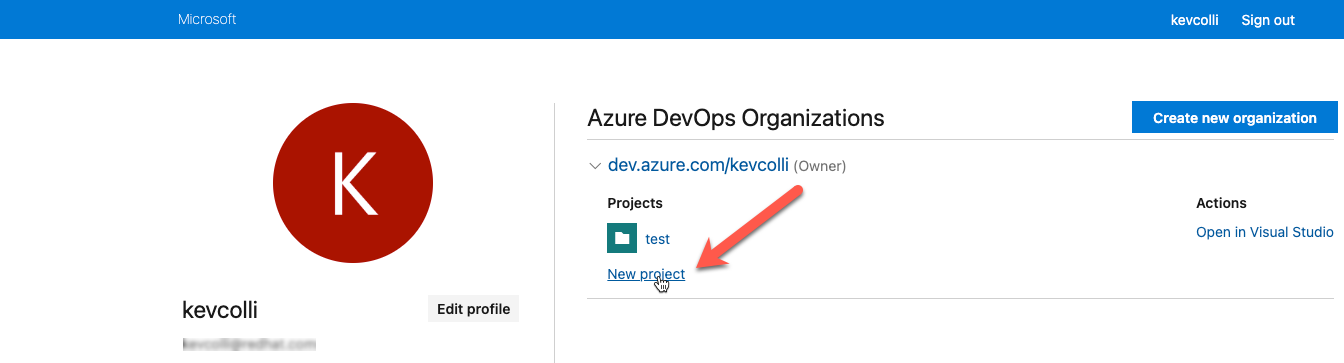 Microsoft
kevcolli Sign out
K
Azure DevOps Organizations
Create new organization
dev.azure.com/kevcolli (Owner)
Projects
Actions
test
Open in Visual Studio
New project
kevcolli
Edit profile